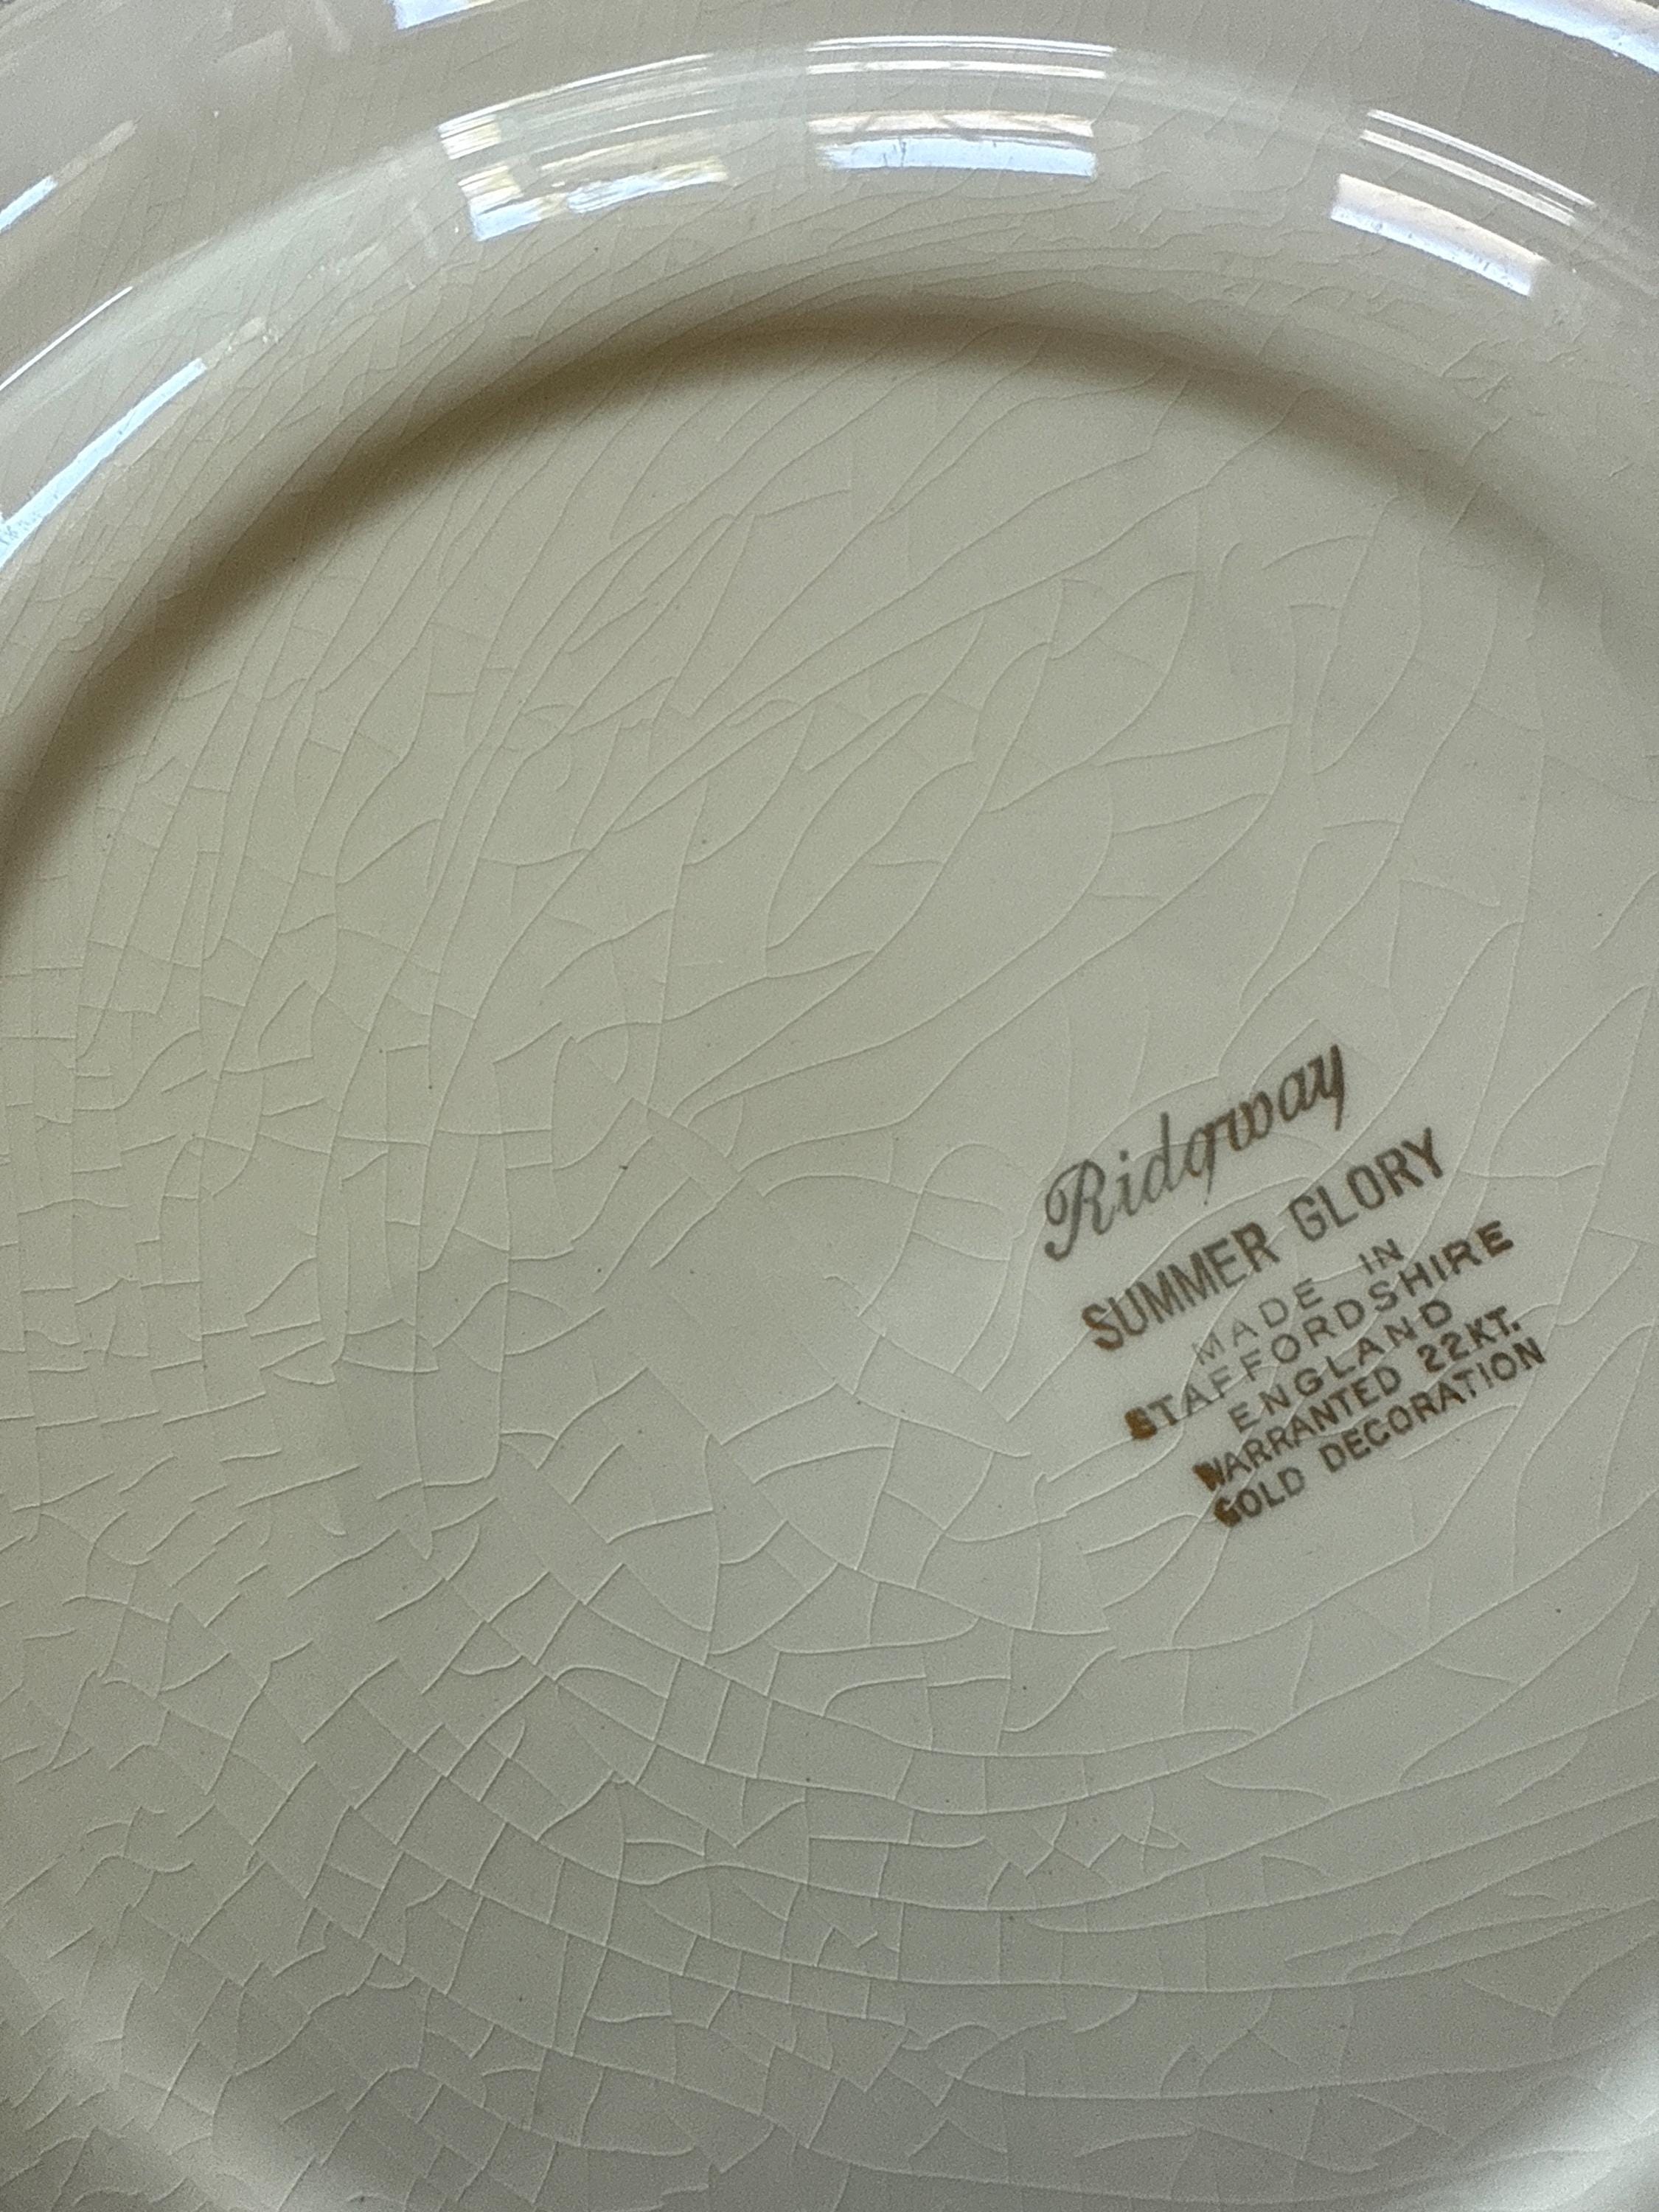 Ridgway
SUMMER GLORY
MADE IN
STAFFORDSHIRE
ENGLAND
WARRANTED 22KT.
GOLD DECORATION